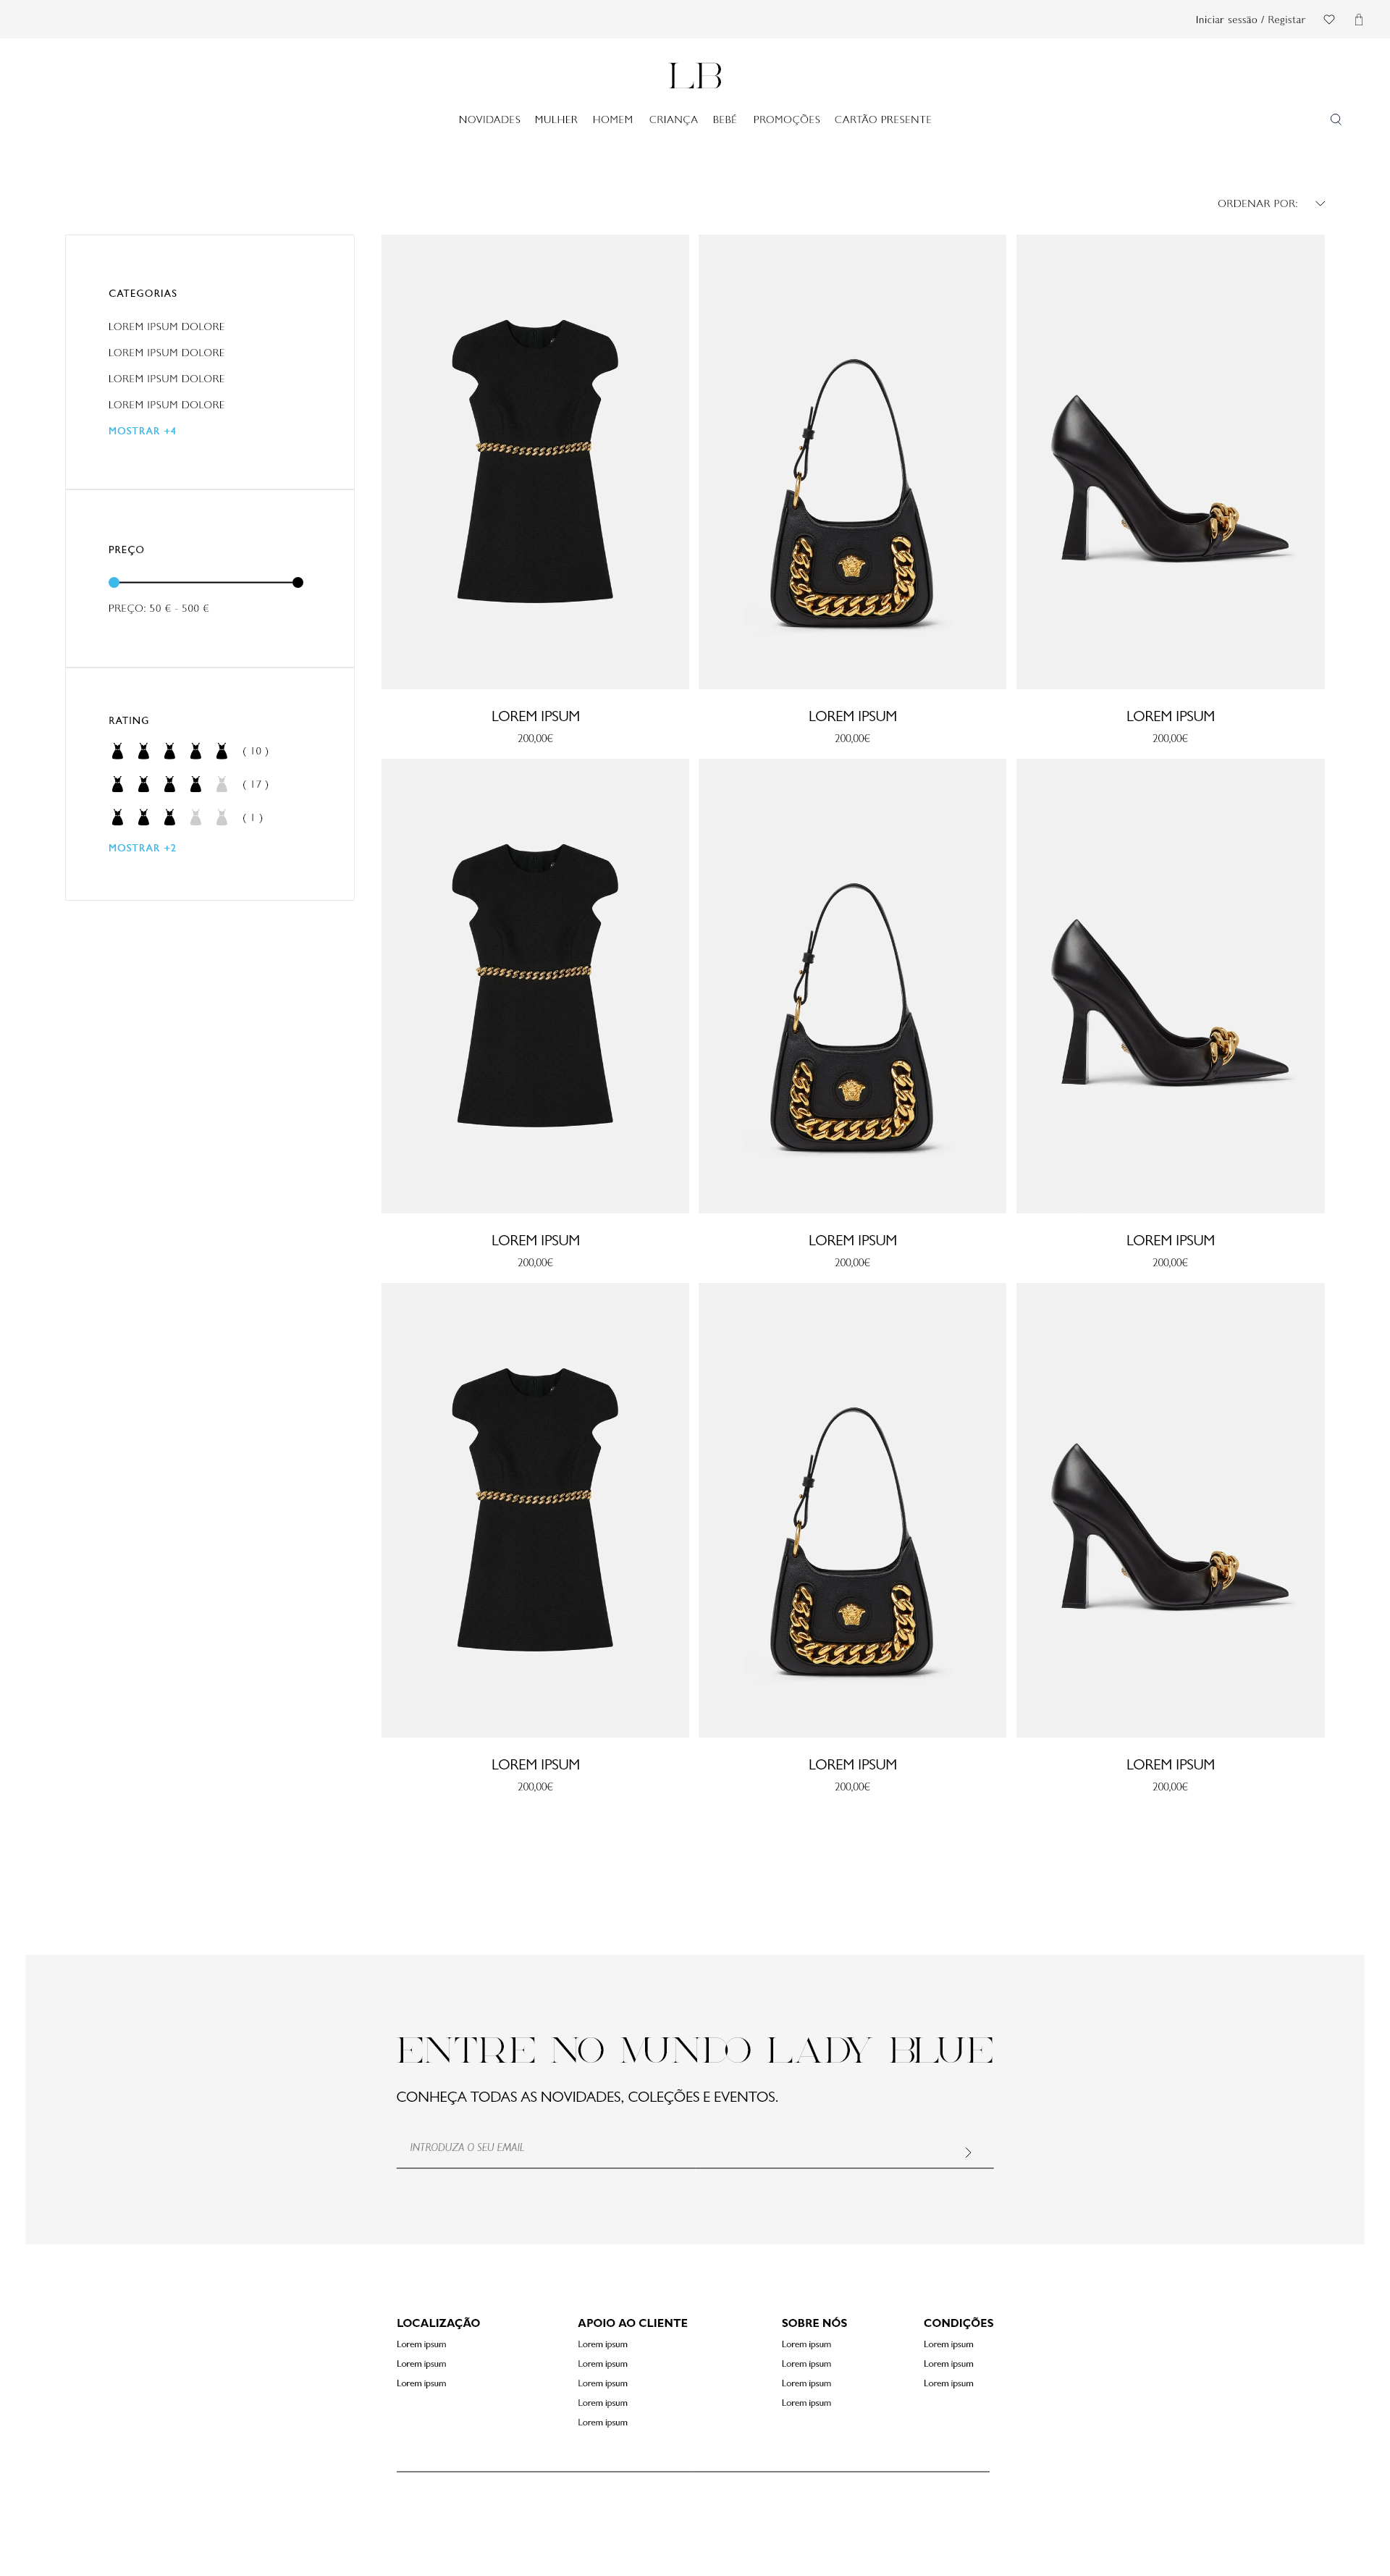 Iniciar sessão / Registar
LB
NOVIDADES MULHER HOMEM CRIANÇA BEBÉ PROMOÇÕES CARTÃO PRESENTE
ORDENAR POR:
CATEGORIAS
LOREM IPSUM DOLORE
LOREM IPSUM DOLORE
LOREM IPSUM DOLORE
LOREM IPSUM DOLORE
MOSTRAR +4
PREÇO
PREÇO: 50 € - 500 €
RATING
( 10 )
( 17 )
( 1 )
MOSTRAR +2
LOREM IPSUM
200,00€
LOREM IPSUM
200,00€
LOREM IPSUM
200,00€
LOREM IPSUM
200,00€
LOREM IPSUM
200,00€
LOREM IPSUM
200,00€
LOREM IPSUM
200,00€
LOREM IPSUM
200,00€
LOREM IPSUM
200,00€
ENTRE NO MUNDO LADY BLUE
CONHEÇA TODAS AS NOVIDADES, COLEÇÕES E EVENTOS.
INTRODUZA O SEU EMAIL
LOCALIZAÇÃO
Lorem ipsum
Lorem ipsum
Lorem ipsum
APOIO AO CLIENTE
Lorem ipsum
Lorem ipsum
Lorem ipsum
Lorem ipsum
Lorem ipsum
SOBRE NÓS
Lorem ipsum
Lorem ipsum
Lorem ipsum
Lorem ipsum
CONDIÇÕES
Lorem ipsum
Lorem ipsum
Lorem ipsum